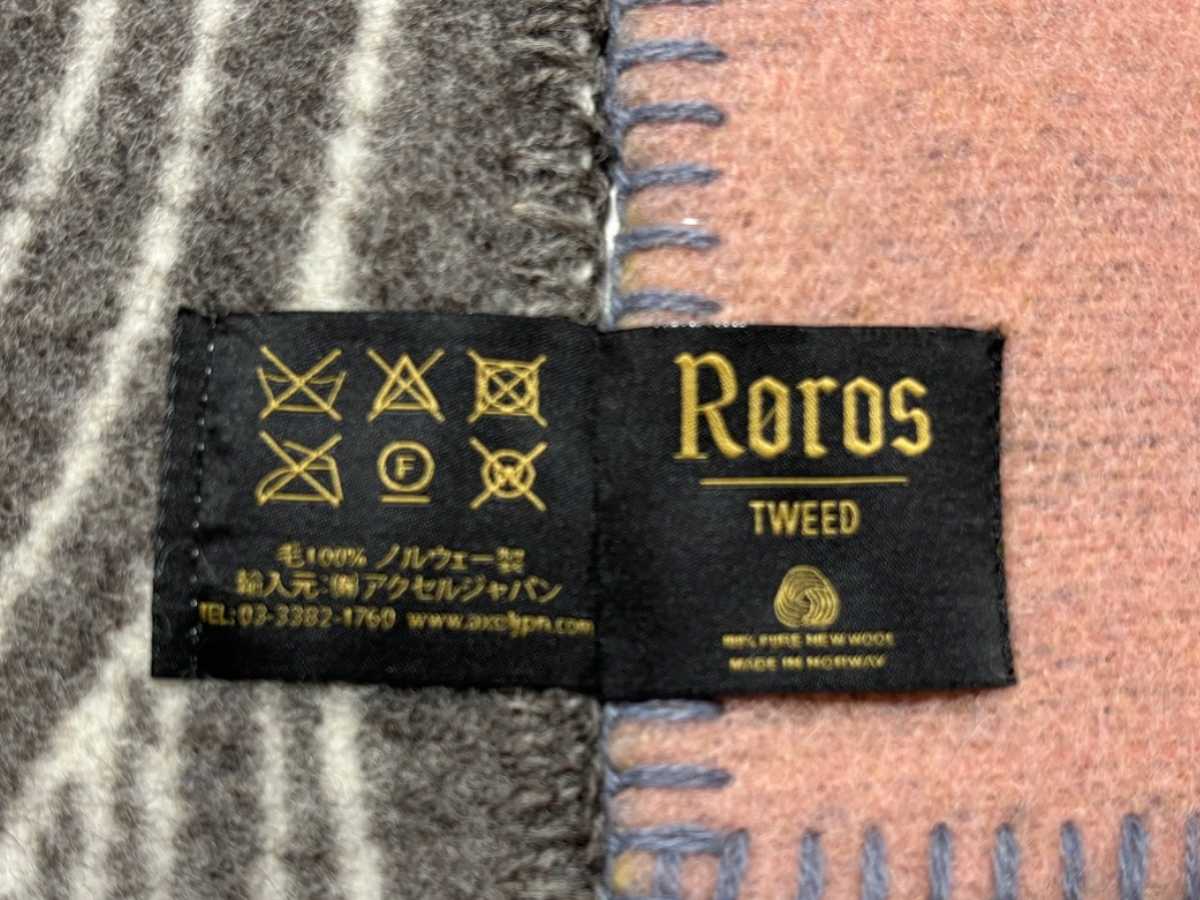 F
W
毛100% ノルウェー製
輸入元:㈱アクセルジャパン
TEL: 03-3382-1760 www.axeljpn.com
Røros
TWEED
100% PURE NEW WOOL
MADE IN NORWAY